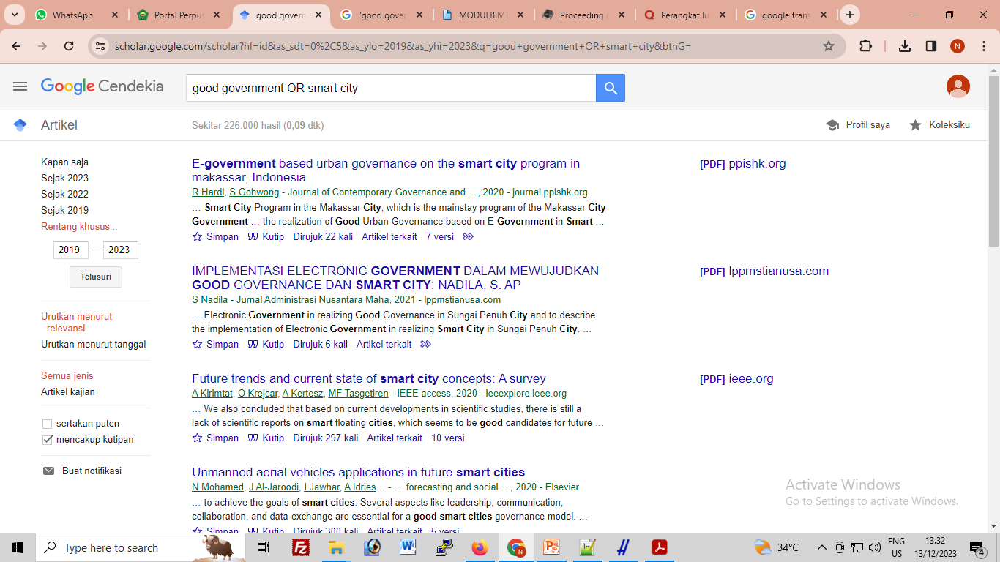 WhatsApp
Portal Perpus
good govern
"good gover
MODULBIMT
Proceeding
Perangkat lu
google trans
scholar.google.com/scholar?hl=id&as_sdt=0%2C5&as_ylo=2019&as_yhi=2023&q=good+government+OR+smart+city&btnG=
N
Google Cendekia
good government OR smart city
Artikel
Sekitar 226.000 hasil (0,09 dtk)
Profil saya
Koleksiku
Kapan saja
Sejak 2023
Sejak 2022
Sejak 2019
Rentang khusus...
2019 — 2023
Telusuri
Urutkan menurut
relevansi
Urutkan menurut tanggal
Semua jenis
Artikel kajian
sertakan paten
mencakup kutipan
Buat notifikasi
E-government based urban governance on the smart city program in
makassar, Indonesia
R Hardi, S Gohwong - Journal of Contemporary Governance and …, 2020 - journal.ppishk.org
… Smart City Program in the Makassar City, which is the mainstay program of the Makassar City
Government … the realization of Good Urban Governance based on E-Government in Smart …
Simpan Kutip Dirujuk 22 kali Artikel terkait 7 versi
[PDF] ppishk.org
IMPLEMENTASI ELECTRONIC GOVERNMENT DALAM MEWUJUDKAN
GOOD GOVERNANCE DAN SMART CITY: NADILA, S. AP
S Nadila - Jurnal Administrasi Nusantara Maha, 2021 - lppmstianusa.com
… Electronic Government in realizing Good Governance in Sungai Penuh City and to describe
the implementation of Electronic Government in realizing Smart City in Sungai Penuh City. …
Simpan Kutip Dirujuk 6 kali Artikel terkait
[PDF] lppmstianusa.com
Future trends and current state of smart city concepts: A survey
A Kirimtat, O Krejcar, A Kertesz, MF Tasgetiren - IEEE access, 2020 - ieeexplore.ieee.org
… We also concluded that based on current developments in scientific studies, there is still a
lack of scientific reports on smart floating cities, which seems to be good candidates for future …
Simpan Kutip Dirujuk 297 kali Artikel terkait 10 versi
[PDF] ieee.org
Unmanned aerial vehicles applications in future smart cities
N Mohamed, J Al-Jaroodi, I Jawhar, A Idries… - … forecasting and social …, 2020 - Elsevier
… to achieve the goals of smart cities. Several aspects like leadership, communication,
collaboration, and data-exchange are essential for a good smart cities governance model. …
Simpan Kutip Dirujuk 300 kali Artikel terkait 5 versi
Activate Windows
Go to Settings to activate Windows.
Type here to search
34°C
ENG
US
13.32
13/12/2023
4